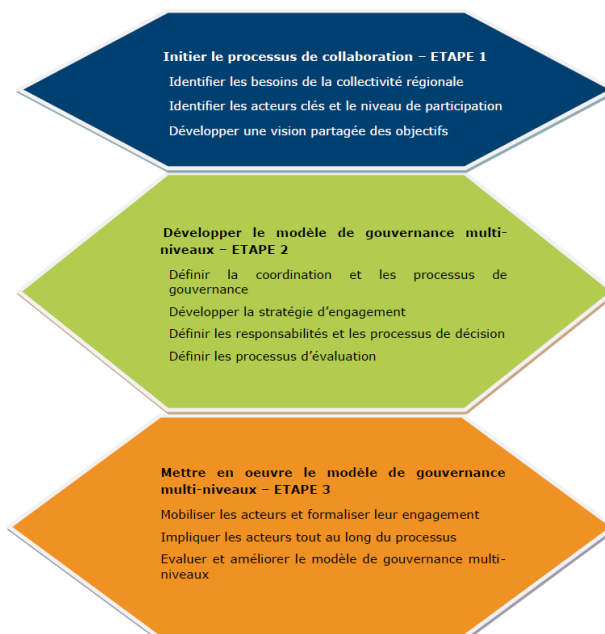 Initier le processus de collaboration – ETAPE 1
Identifier les besoins de la collectivité régionale
Identifier les acteurs clés et le niveau de participation
Développer une vision partagée des objectifs
Développer le modèle de gouvernance multi-
niveaux – ETAPE 2
Définir la coordination et les processus de
gouvernance
Développer la stratégie d’engagement
Définir les responsabilités et les processus de décision
Définir les processus d’évaluation
Mettre en oeuvre le modèle de gouvernance
multi-niveaux – ETAPE 3
Mobiliser les acteurs et formaliser leur engagement
Impliquer les acteurs tout au long du processus
Evaluer et améliorer le modèle de gouvernance multi-
niveaux